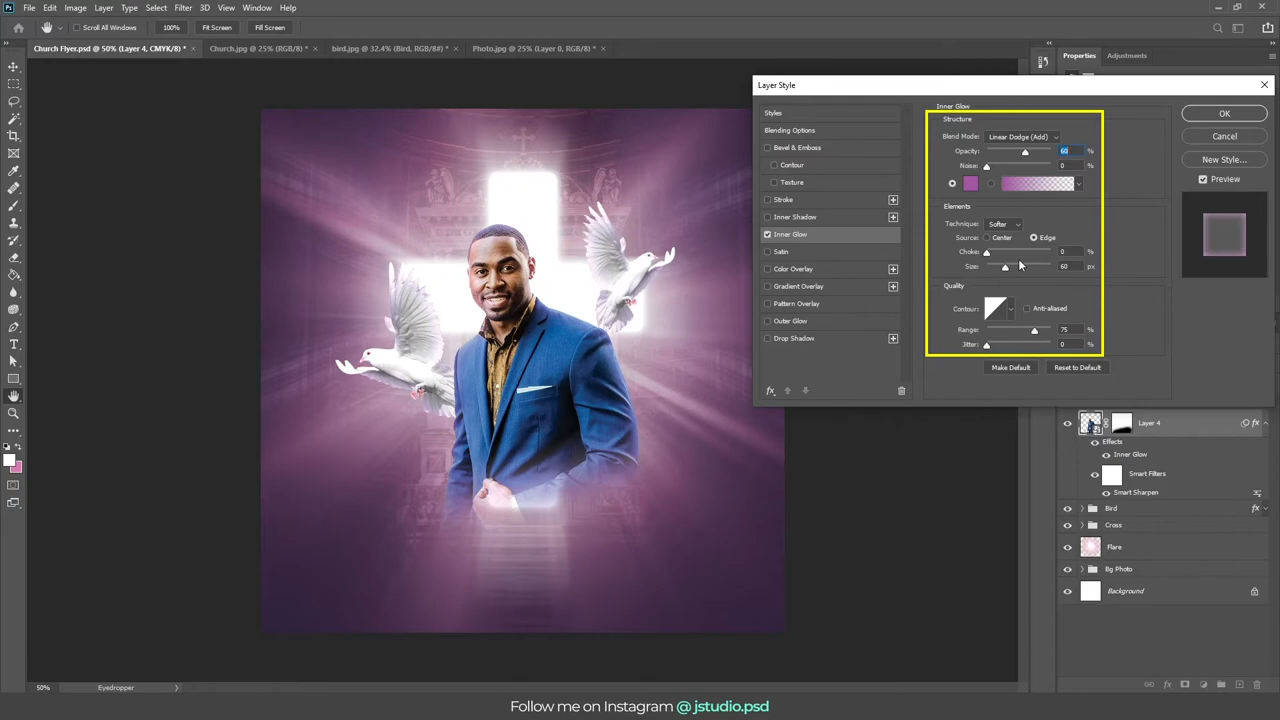 Ps File Edit Image Layer Type Select Filter 3D View Window Help
Scroll All Windows 100% Fit Screen Fill Screen
Church Flyer.psd @ 50% (Layer 4, CMYK/8) * × Church.jpg @ 25% (RGB/8) * × bird.jpg @ 32.4% (Bird, RGB/8#) * × Photo.jpg @ 25% (Layer 0, RGB/8) * ×
Properties Adjustments
Layer Style
Styles
Blending Options
Bevel & Emboss
Contour
Texture
Stroke
Inner Shadow
Inner Glow
Satin
Color Overlay
Gradient Overlay
Pattern Overlay
Outer Glow
Drop Shadow
fx
Inner Glow
Structure
Blend Mode: Linear Dodge (Add)
Opacity: 60 %
Noise: 0 %
Elements
Technique: Softer
Source: Center Edge
Choke: 0 %
Size: 60 px
Quality
Contour: Anti-aliased
Range: 75 %
Jitter: 0 %
Make Default Reset to Default
OK
Cancel
New Style...
Preview
Layer 4 fx
Effects
Inner Glow
Smart Filters
Smart Sharpen
Bird fx
Cross
Flare
Bg Photo
Background
fx
50% Eyedropper
Follow me on Instagram @ jstudio.psd